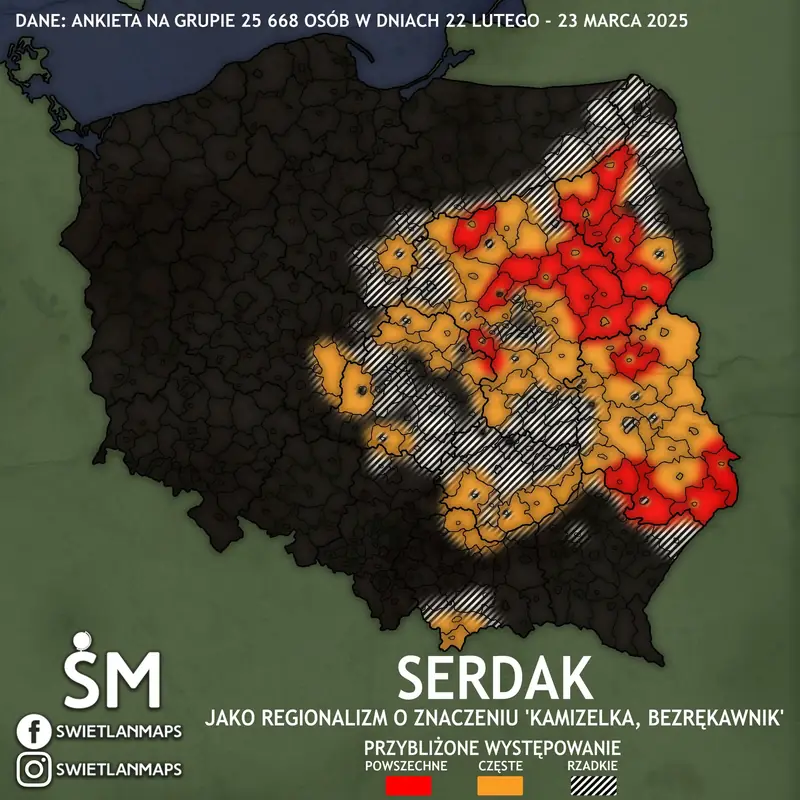 DANE: ANKIETA NA GRUPIE 25 668 OSÓB W DNIACH 22 LUTEGO - 23 MARCA 2025
ŚM
SWIETLANMAPS
SWIETLANMAPS
SERDAK
JAKO REGIONALIZM O ZNACZENIU 'KAMIZELKA, BEZRĘKAWNIK'
PRZYBLIŻONE WYSTĘPOWANIE
POWSZECHNE CZĘSTE RZADKIE